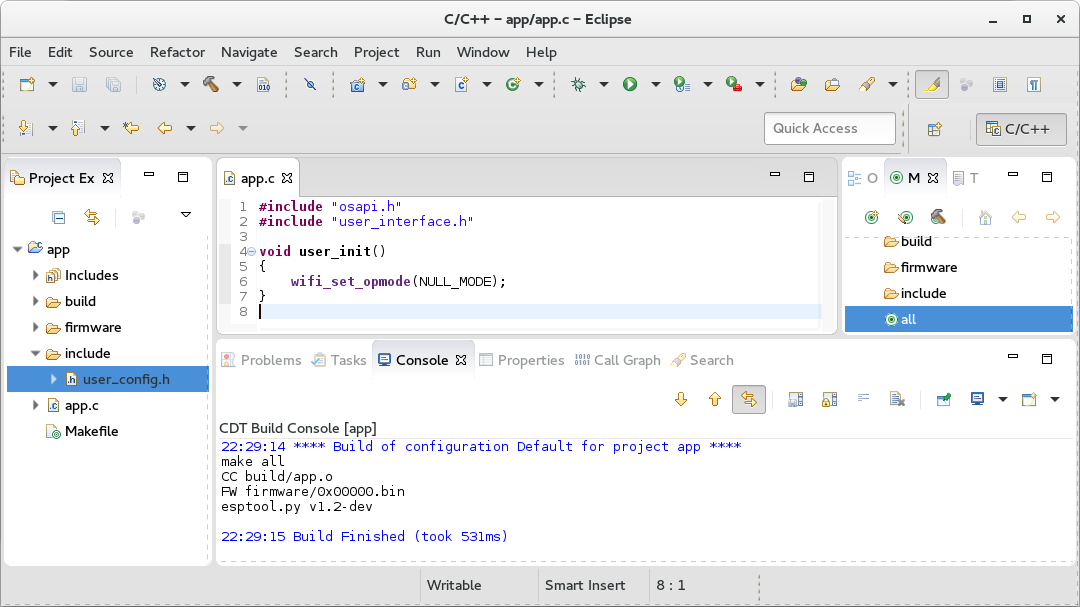 C/C++ – app/app.c – Eclipse
File Edit Source Refactor Navigate Search Project Run Window Help
010
Quick Access
C/C++
Project Ex
app
Includes
build
firmware
include
user_config.h
app.c
Makefile
app.c
1 #include "osapi.h"
2 #include "user_interface.h"
3
4 void user_init()
5 {
6 wifi_set_opmode(NULL_MODE);
7 }
8
O M T
build
firmware
include
all
Problems Tasks Console Properties Call Graph Search
CDT Build Console [app]
22:29:14 **** Build of configuration Default for project app ****
make all
CC build/app.o
FW firmware/0x00000.bin
esptool.py v1.2-dev
22:29:15 Build Finished (took 531ms)
Writable Smart Insert 8 : 1